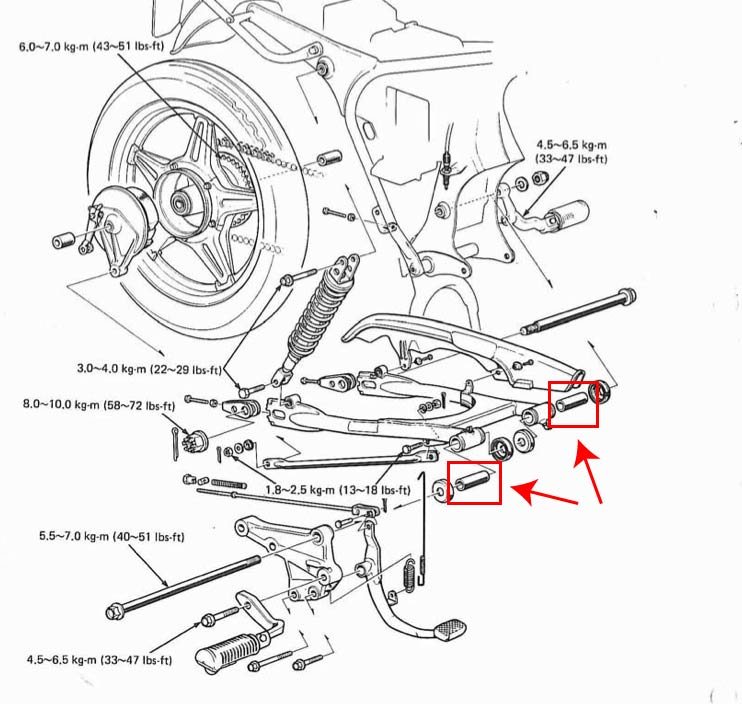 6.0~7.0 kg-m (43~51 lbs-ft)
4.5~6.5 kg-m
(33~47 lbs-ft)
3.0~4.0 kg-m (22~29 lbs-ft)
8.0~10.0 kg-m (58~72 lbs-ft)
1.8~2.5 kg-m (13~18 lbs-ft)
5.5~7.0 kg-m (40~51 lbs-ft)
4.5~6.5 kg-m (33~47 lbs-ft)